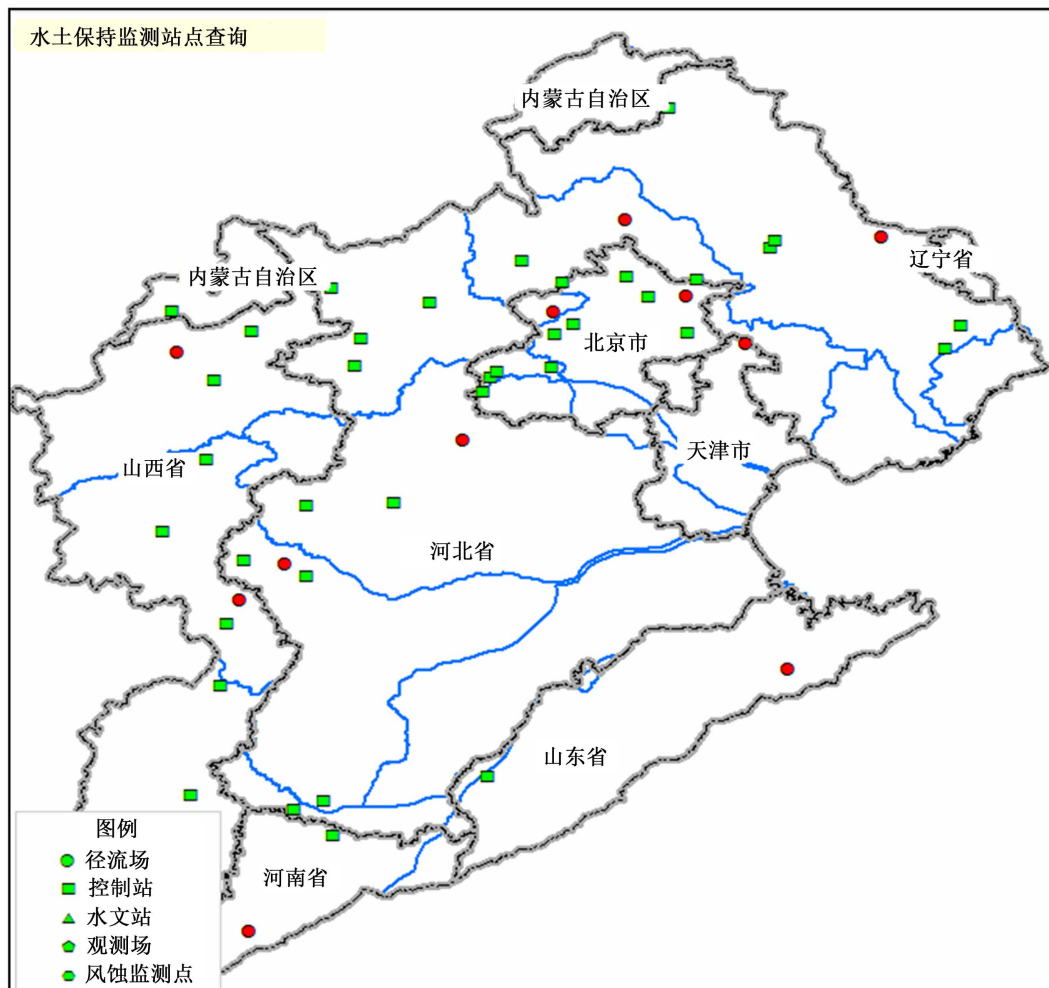 水土保持监测站点查询
内蒙古自治区
辽宁省
内蒙古自治区
北京市
天津市
山西省
河北省
山东省
河南省
图例
径流场
控制站
水文站
观测场
风蚀监测点